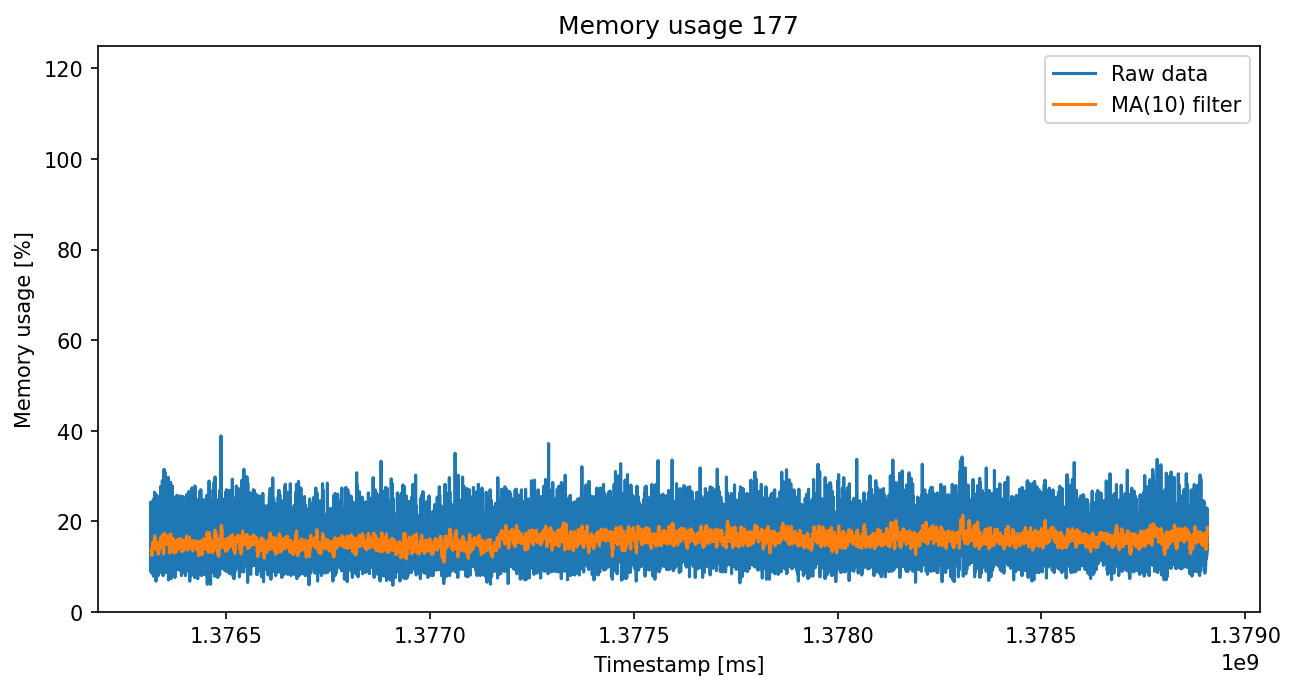 Memory usage 177
Raw data
MA(10) filter
Memory usage [%]
120
100
80
60
40
20
0
1.3765 1.3770 1.3775 1.3780 1.3785 1.3790
1e9
Timestamp [ms]